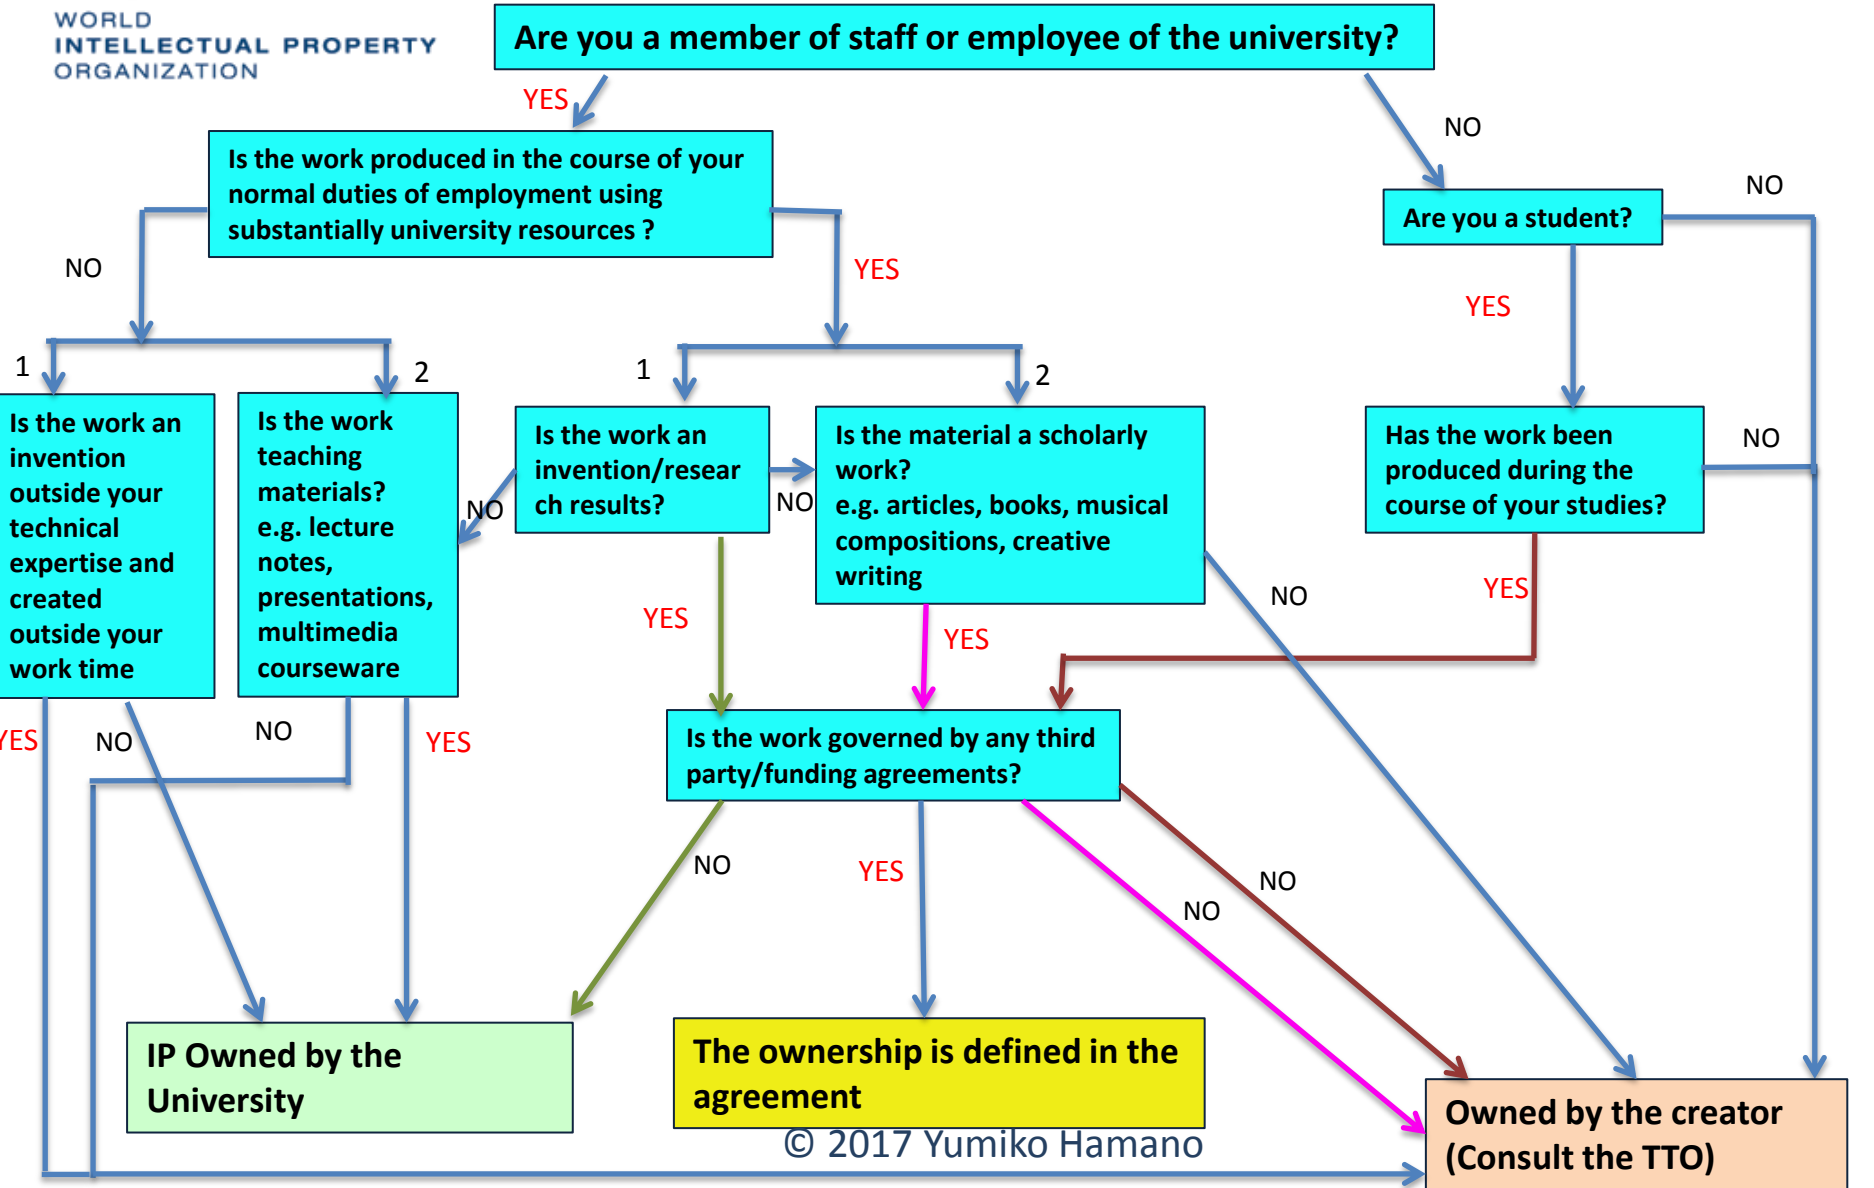 WORLD
INTELLECTUAL PROPERTY
ORGANIZATION
Are you a member of staff or employee of the university?
YES
NO
Is the work produced in the course of your
normal duties of employment using
substantially university resources ?
Are you a student?
NO
NO
YES
YES
1
2
1
2
Is the work an
invention
outside your
technical
expertise and
created
outside your
work time
Is the work
teaching
materials?
e.g. lecture
notes,
presentations,
multimedia
courseware
Is the work an
invention/resear
ch results?
Is the material a scholarly
work?
e.g. articles, books, musical
compositions, creative
writing
Has the work been
produced during the
course of your studies?
NO
NO
NO
NO
YES
YES
YES
YES
NO
NO
YES
Is the work governed by any third
party/funding agreements?
NO
YES
NO
NO
IP Owned by the
University
The ownership is defined in the
agreement
Owned by the creator
(Consult the TTO)
© 2017 Yumiko Hamano